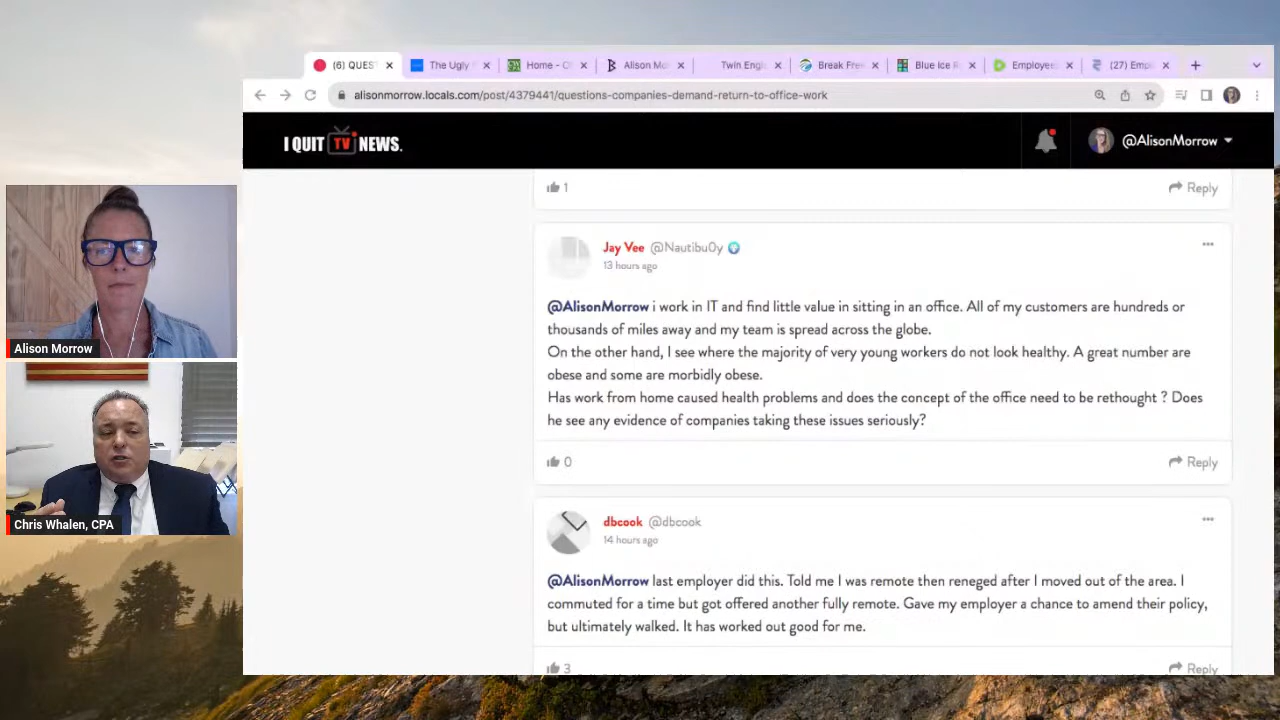 (6) QUES
The Ugly
Home - C
Alison Mo
Twin Engi
Break Free
Blue Ice R
Employee
(27) Emp
alisonmorrow.locals.com/post/4379441/questions-companies-demand-return-to-office-work
I QUIT TV NEWS.
@AlisonMorrow
1
Reply
Jay Vee @Nautibu0y
13 hours ago
@AlisonMorrow i work in IT and find little value in sitting in an office. All of my customers are hundreds or
thousands of miles away and my team is spread across the globe.
On the other hand, I see where the majority of very young workers do not look healthy. A great number are
obese and some are morbidly obese.
Has work from home caused health problems and does the concept of the office need to be rethought ? Does
he see any evidence of companies taking these issues seriously?
0
Reply
dbcook @dbcook
14 hours ago
@AlisonMorrow last employer did this. Told me I was remote then reneged after I moved out of the area. I
commuted for a time but got offered another fully remote. Gave my employer a chance to amend their policy,
but ultimately walked. It has worked out good for me.
3
Reply
Alison Morrow
Chris Whalen, CPA